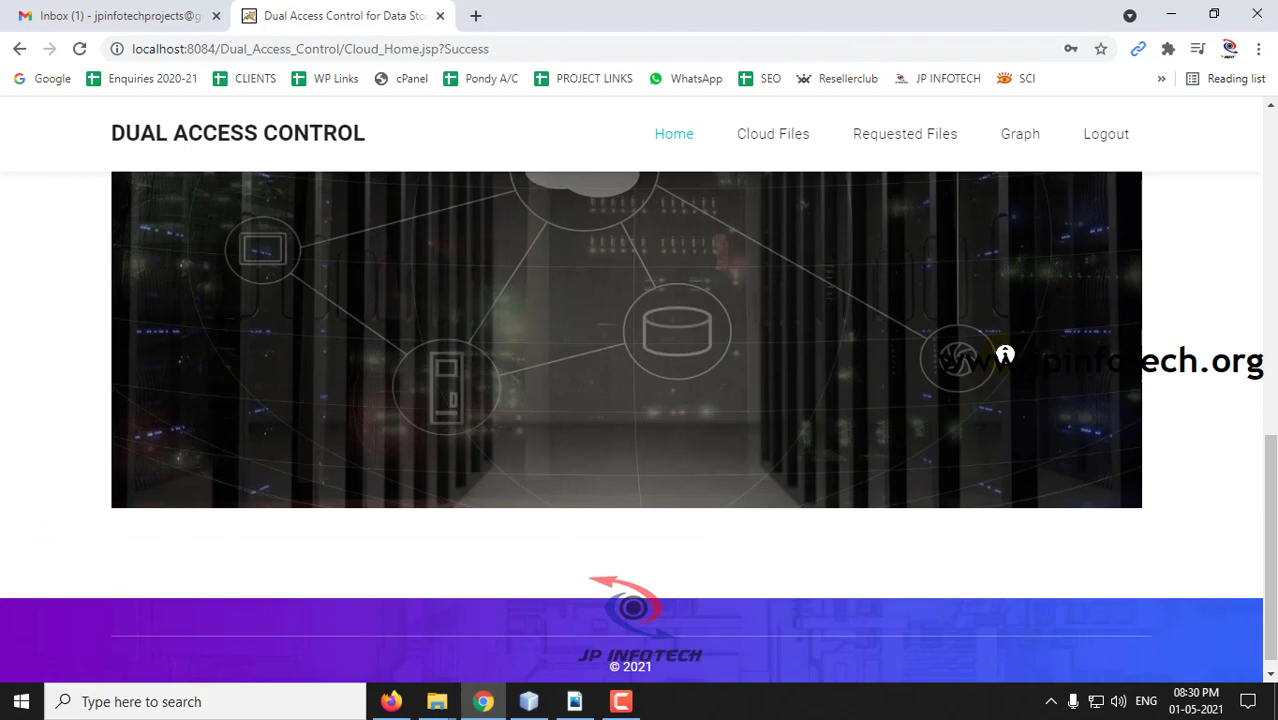 Inbox (1) - jpinfotechprojects@g
Dual Access Control for Data Sto
localhost:8084/Dual_Access_Control/Cloud_Home.jsp?Success
Google
Enquiries 2020-21
CLIENTS
WP Links
cPanel
Pondy A/C
PROJECT LINKS
WhatsApp
SEO
Resellerclub
JP INFOTECH
SCI
»
Reading list
DUAL ACCESS CONTROL
Home
Cloud Files
Requested Files
Graph
Logout
www.jpinfotech.org
JP INFOTECH
© 2021
Type here to search
ENG
08:30 PM
01-05-2021